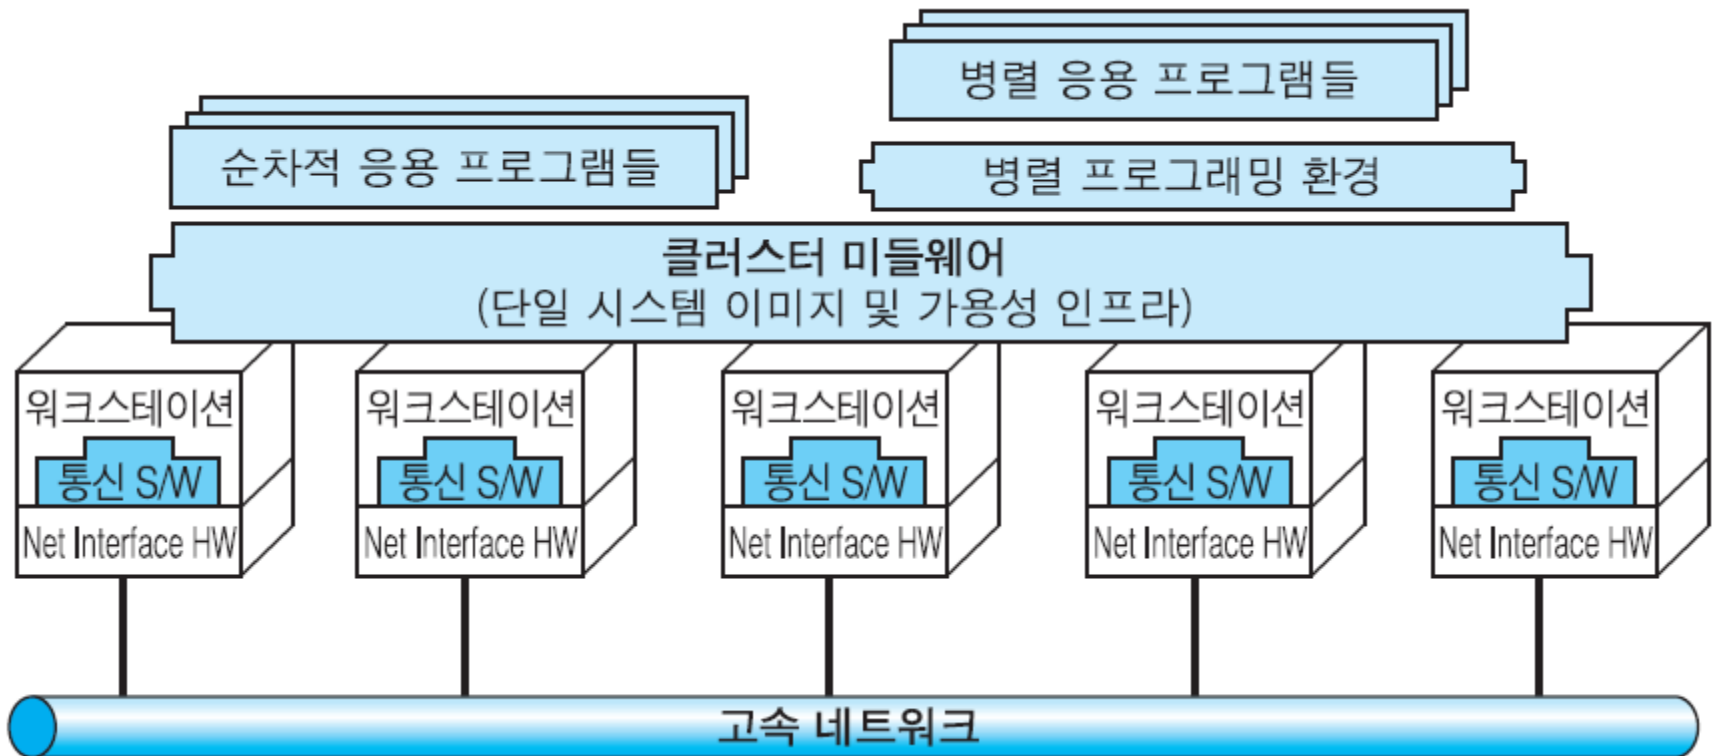 병렬 응용 프로그램들
순차적 응용 프로그램들
병렬 프로그래밍 환경
클러스터 미들웨어
(단일 시스템 이미지 및 가용성 인프라)
워크스테이션
통신 S/W
Net Interface HW
워크스테이션
통신 S/W
Net Interface HW
워크스테이션
통신 S/W
Net Interface HW
워크스테이션
통신 S/W
Net Interface HW
워크스테이션
통신 S/W
Net Interface HW
고속 네트워크